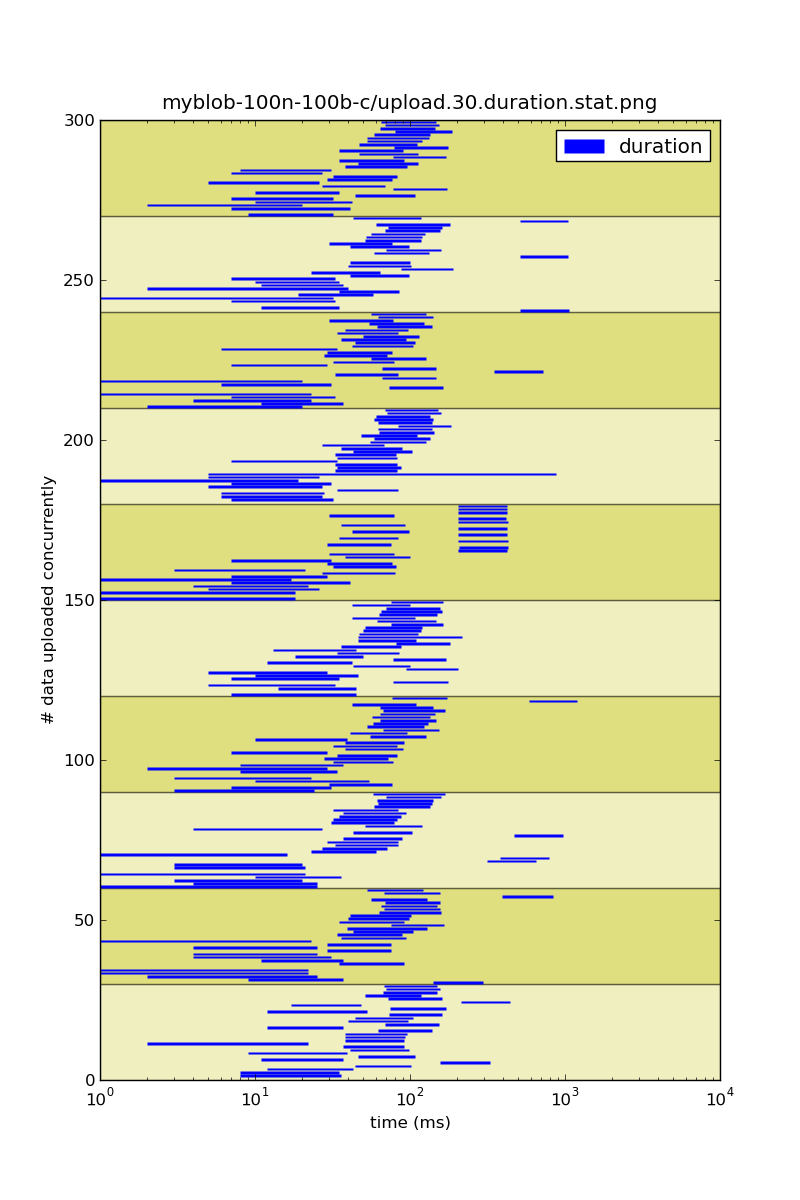 myblob-100n-100b-c/upload.30.duration.stat.png
duration
300
250
200
150
100
50
0
# data uploaded concurrently
10^0 10^1 10^2 10^3 10^4
time (ms)